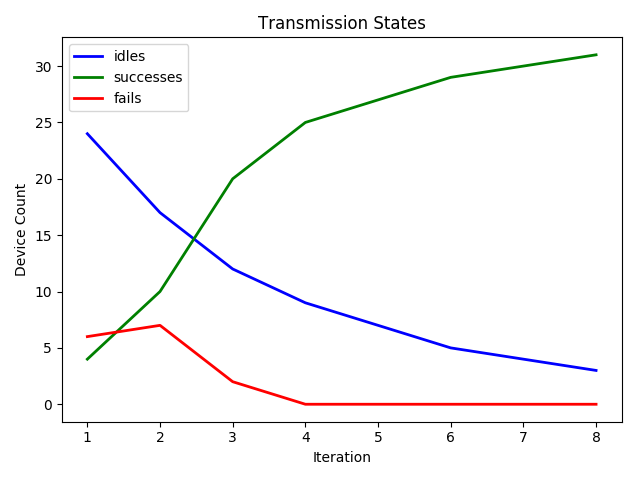 Transmission States
idles
successes
fails
Device Count
30
25
20
15
10
5
0
1 2 3 4 5 6 7 8
Iteration